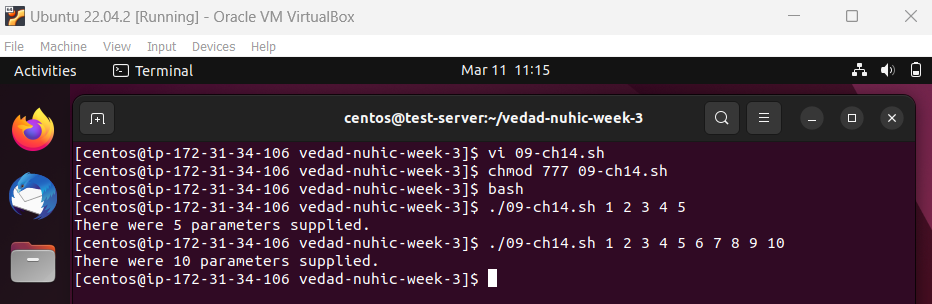 Ubuntu 22.04.2 [Running] - Oracle VM VirtualBox
File Machine View Input Devices Help
Activities Terminal Mar 11 11:15
centos@test-server:~/vedad-nuhic-week-3
[centos@ip-172-31-34-106 vedad-nuhic-week-3]$ vi 09-ch14.sh
[centos@ip-172-31-34-106 vedad-nuhic-week-3]$ chmod 777 09-ch14.sh
[centos@ip-172-31-34-106 vedad-nuhic-week-3]$ bash
[centos@ip-172-31-34-106 vedad-nuhic-week-3]$ ./09-ch14.sh 1 2 3 4 5
There were 5 parameters supplied.
[centos@ip-172-31-34-106 vedad-nuhic-week-3]$ ./09-ch14.sh 1 2 3 4 5 6 7 8 9 10
There were 10 parameters supplied.
[centos@ip-172-31-34-106 vedad-nuhic-week-3]$